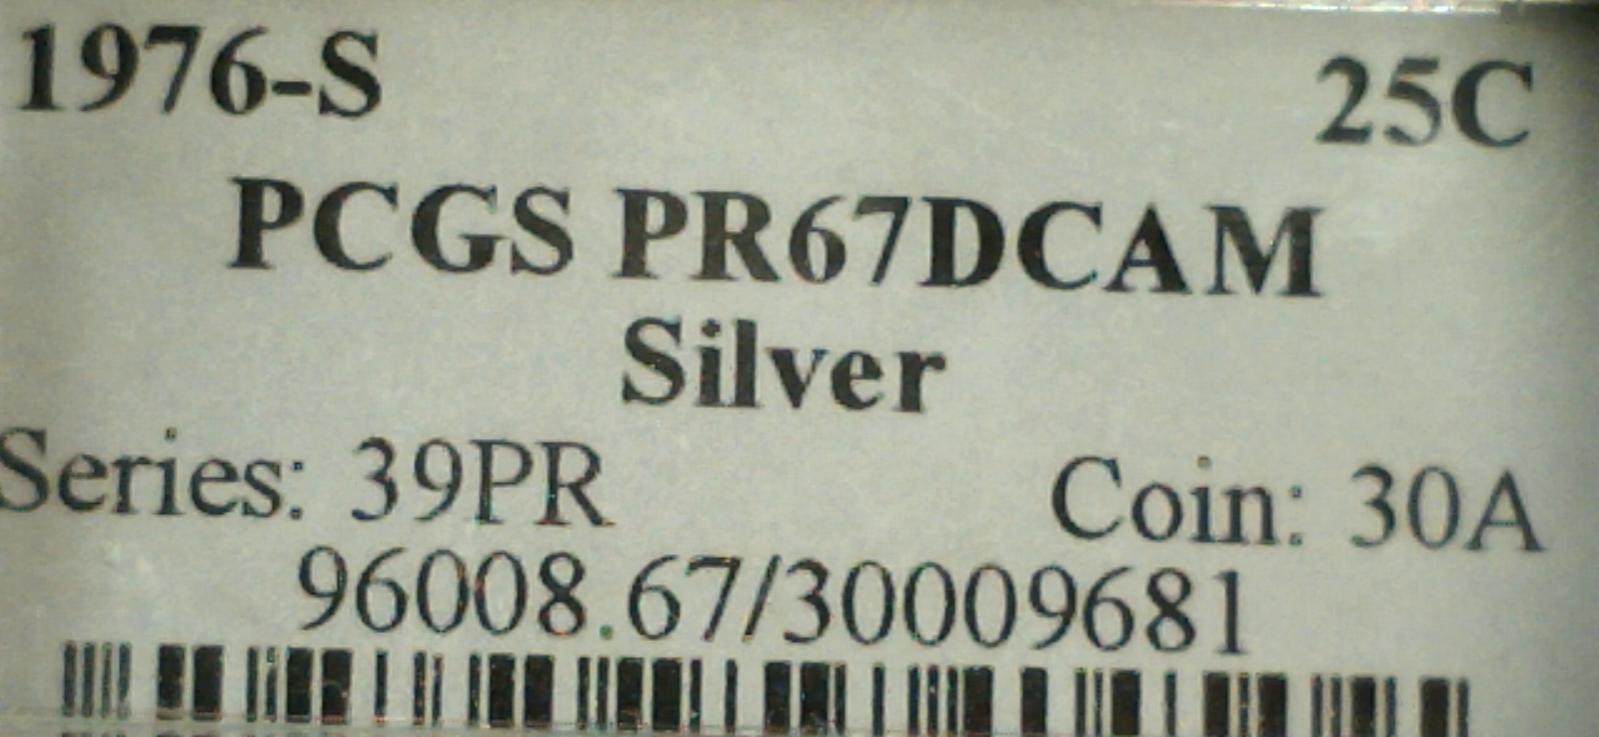 1976-S 25C
PCGS PR67DCAM
Silver
Series: 39PR Coin: 30A
96008.67/30009681